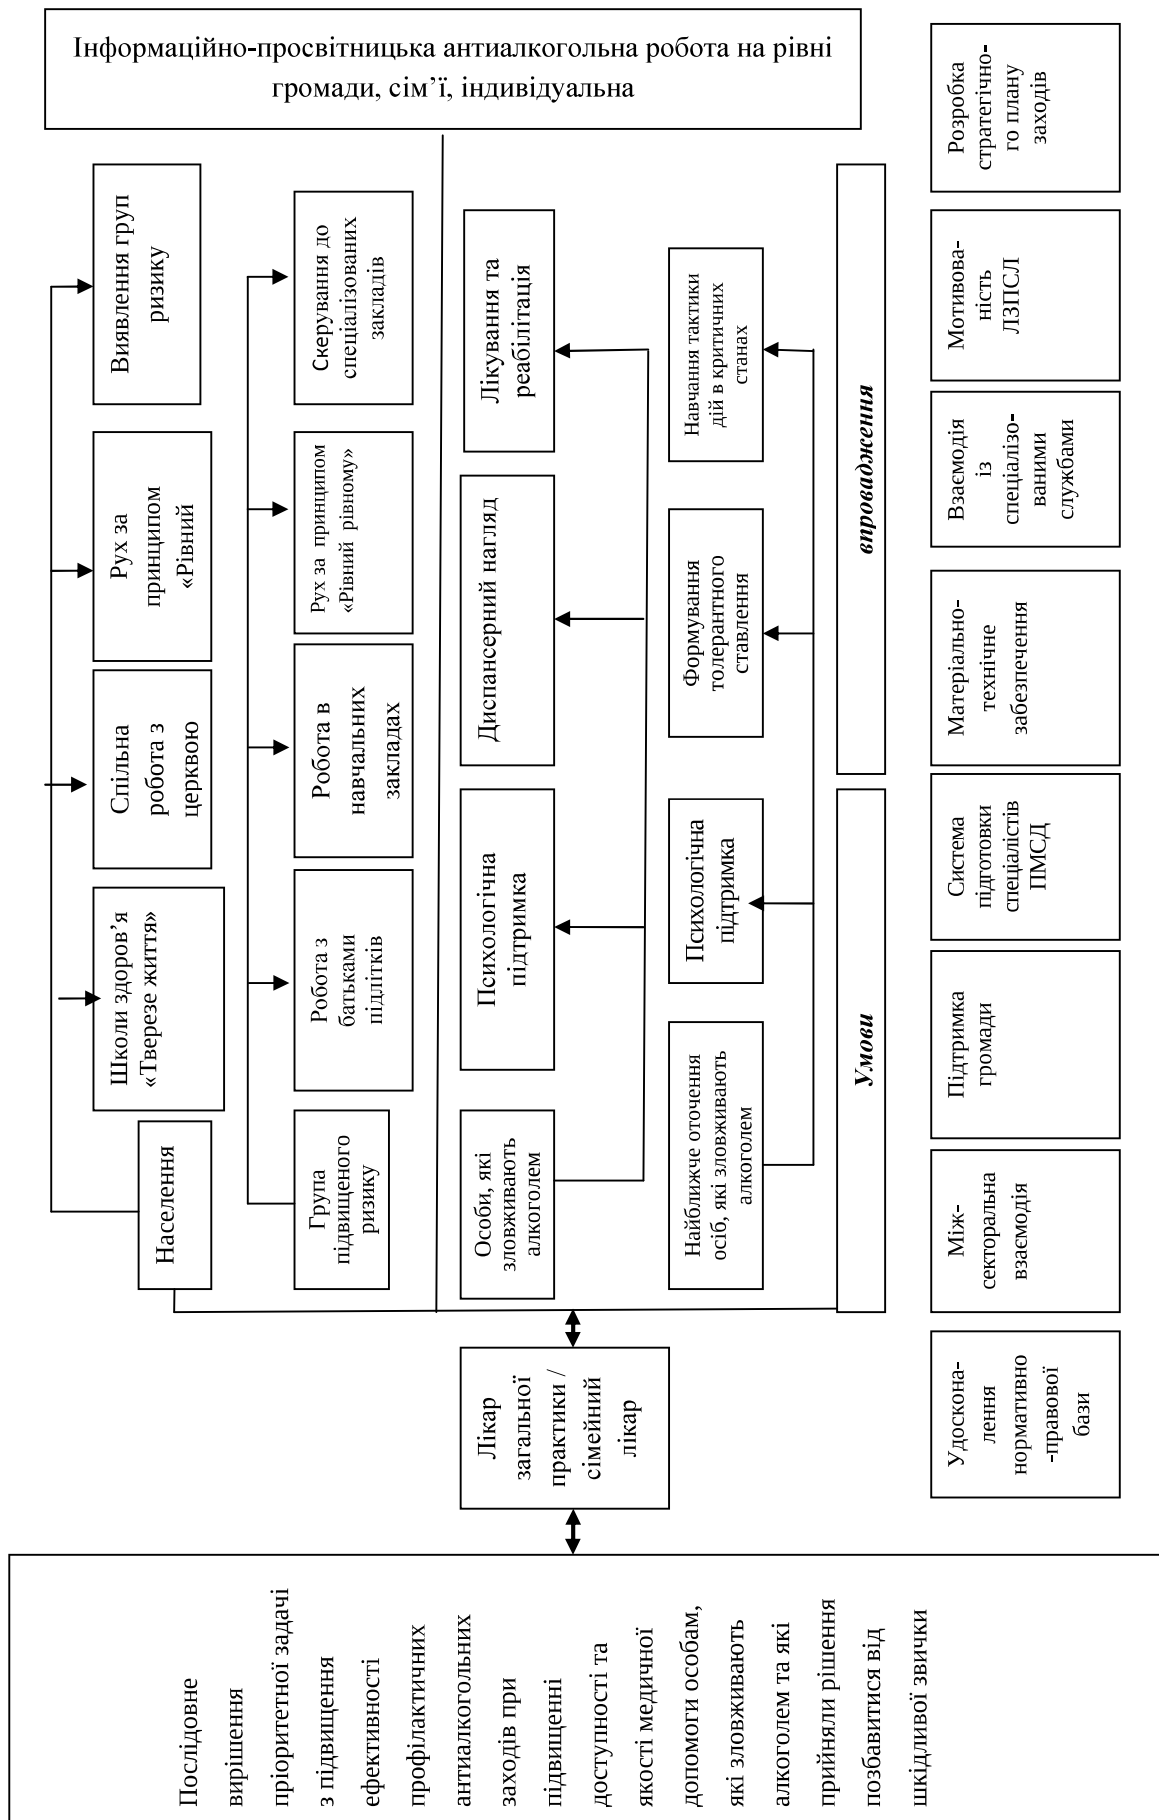 Інформаційно-просвітницька антиалкогольна робота на рівні
громади, сім’ї, індивідуальна
Послідовне
вирішення
пріоритетної задачі
з підвищення
ефективності
профілактичних
антиалкогольних
заходів при
підвищенні
доступності та
якості медичної
допомоги особам,
які зловживають
алкоголем та які
прийняли рішення
позбавитися від
шкідливої звички
Лікар
загальної
практики /
сімейний
лікар
Населення
Школи здоров’я
«Тверезе життя»
Спільна
робота з
церквою
Рух за
принципом
«Рівний
Виявлення груп
ризику
Група
підвищеного
ризику
Робота з
батьками
підлітків
Робота в
навчальних
закладах
Рух за принципом
«Рівний рівному»
Скерування до
спеціалізованих
закладів
Особи, які
зловживають
алкоголем
Психологічна
підтримка
Диспансерний нагляд
Лікування та
реабілітація
Найближче оточення
осіб, які зловживають
алкоголем
Психологічна
підтримка
Формування
толерантного
ставлення
Навчання тактики
дій в критичних
станах
Умови
впровадження
Удоскона-
лення
нормативно
-правової
бази
Між-
секторальна
взаємодія
Підтримка
громади
Система
підготовки
спеціалістів
ПМСД
Матеріально-
технічне
забезпечення
Взаємодія
із
спеціалізо-
ваними
службами
Мотивова-
ність
ЛЗПСЛ
Розробка
стратегічно-
го плану
заходів